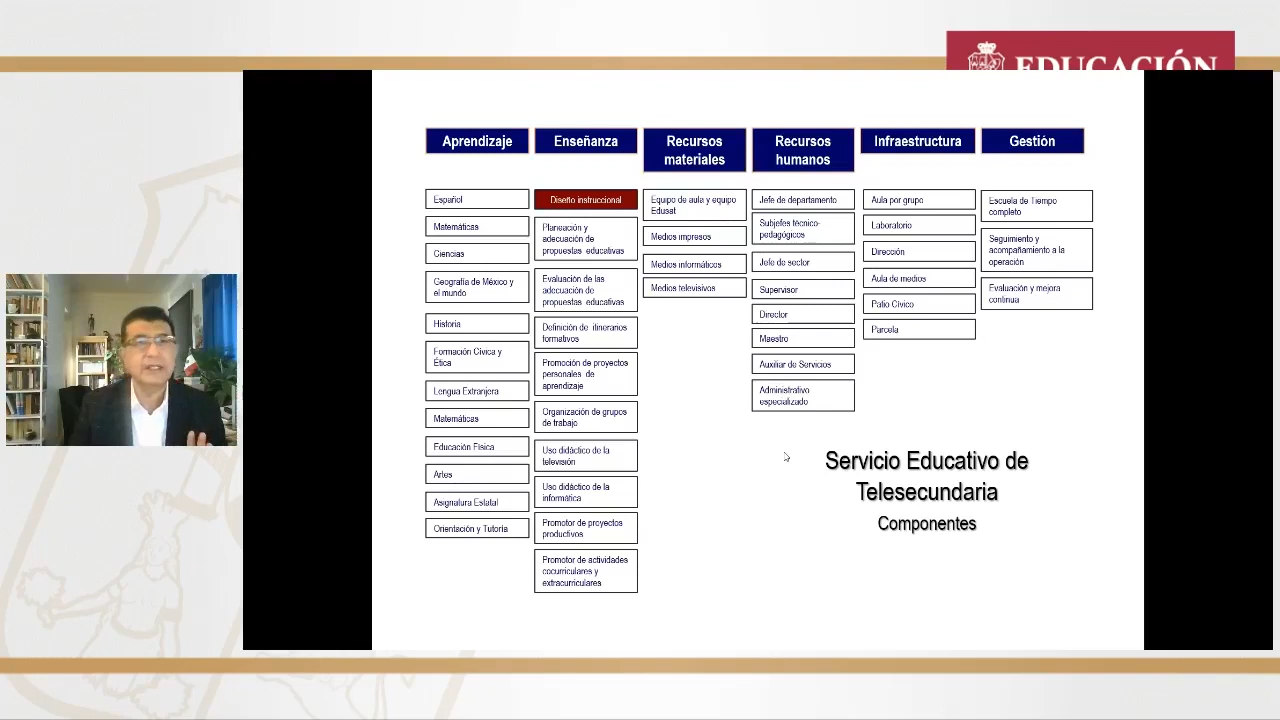 EDUCACIÓN
Aprendizaje
Español
Matemáticas
Ciencias
Geografía de México y
el mundo
Historia
Formación Cívica y
Ética
Lengua Extranjera
Matemáticas
Educación Física
Artes
Asignatura Estatal
Orientación y Tutoría
Enseñanza
Diseño instruccional
Planeación y
adecuación de
propuestas educativas
Evaluación de las
adecuación de
propuestas educativas
Definición de itinerarios
formativos
Promoción de proyectos
personales de
aprendizaje
Organización de grupos
de trabajo
Uso didáctico de la
televisión
Uso didáctico de la
informática
Promotor de proyectos
productivos
Promotor de actividades
cocurriculares y
extracurriculares
Recursos
materiales
Equipo de aula y equipo
Edusat
Medios impresos
Medios informáticos
Medios televisivos
Recursos
humanos
Jefe de departamento
Subjefes técnico-
pedagógicos
Jefe de sector
Supervisor
Director
Maestro
Auxiliar de Servicios
Administrativo
especializado
Infraestructura
Aula por grupo
Laboratorio
Dirección
Aula de medios
Patio Cívico
Parcela
Gestión
Escuela de Tiempo
completo
Seguimiento y
acompañamiento a la
operación
Evaluación y mejora
continua
Servicio Educativo de
Telesecundaria
Componentes